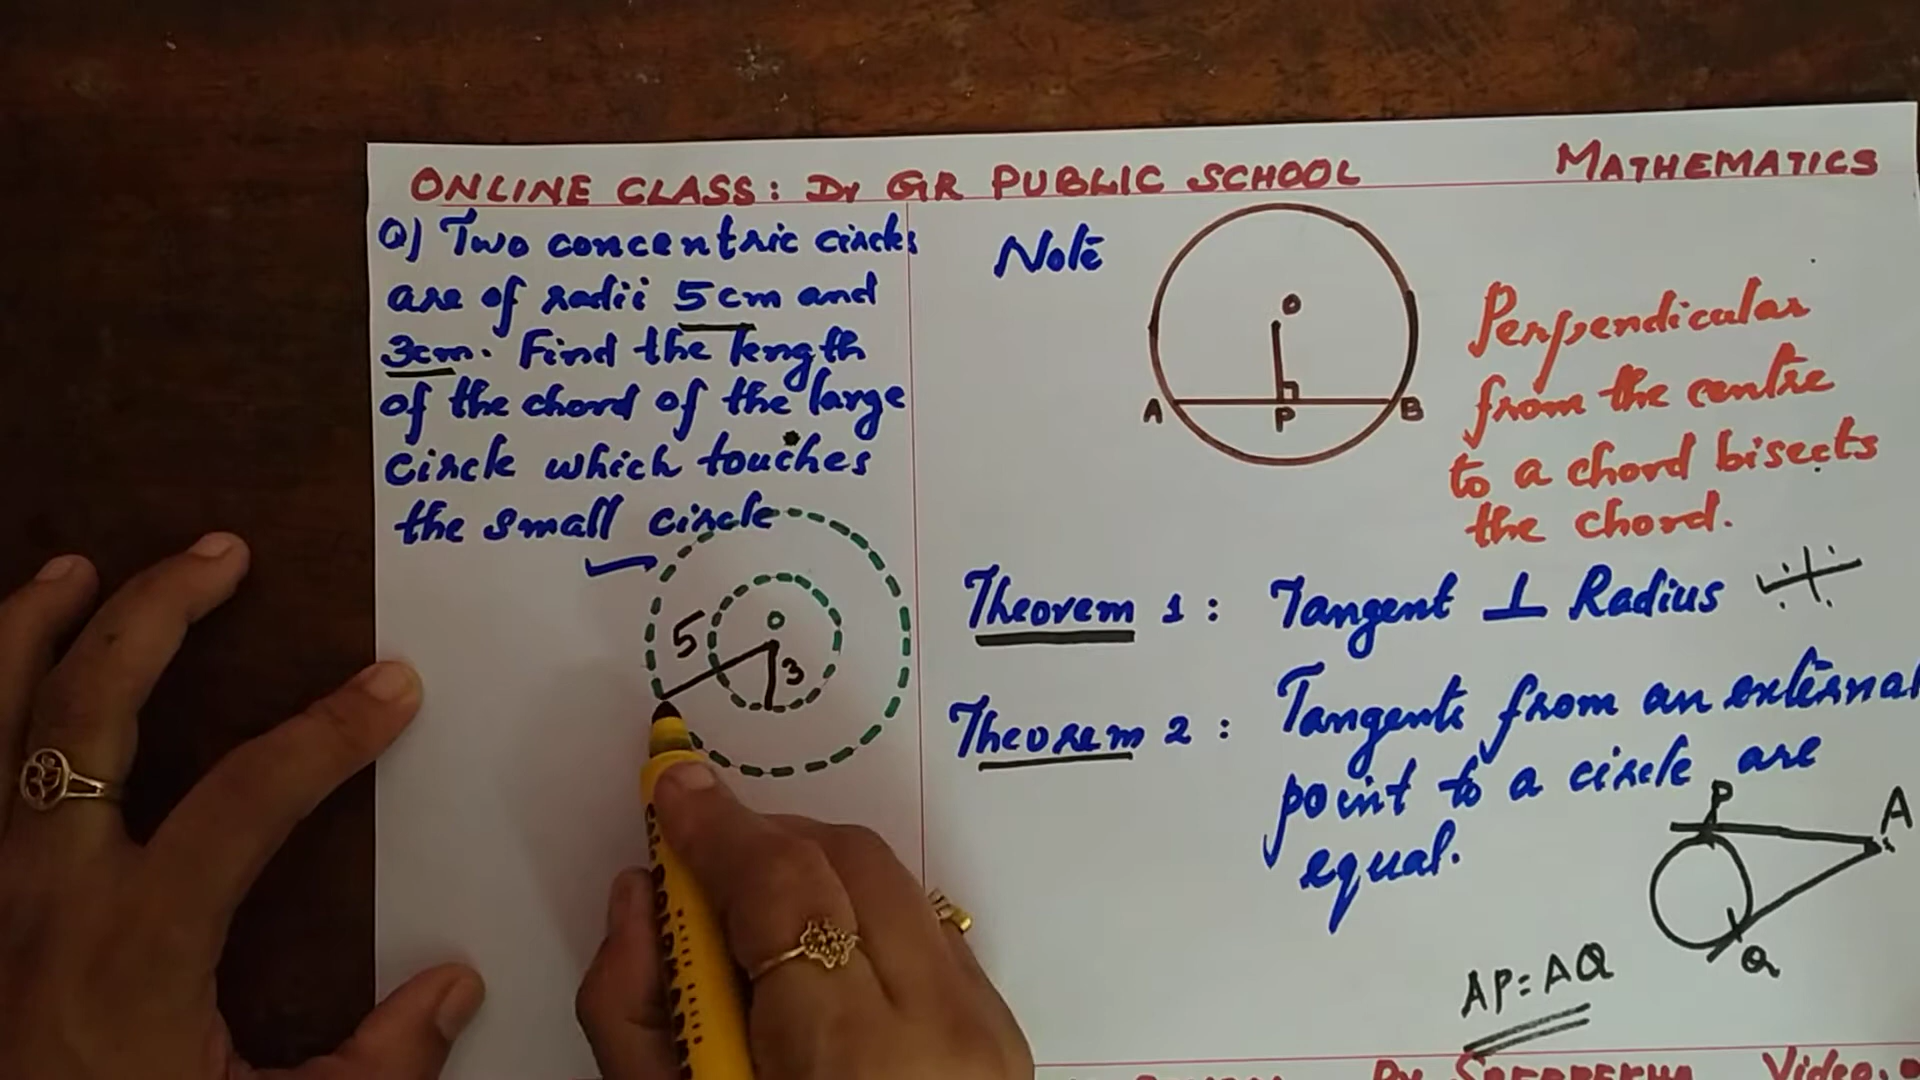 ONLINE CLASS: Dr GR PUBLIC SCHOOL MATHEMATICS
Q) Two concentric circles
are of radii 5cm and
3cm. Find the length
of the chord of the large
circle which touches
the small circle
O
5
3
Note
O
A P B
Perpendicular
from the centre
to a chord bisects
the chord.
Theorem 1: Tangent ⊥ Radius
Theorem 2: Tangents from an external
point to a circle are
equal.
P
A
Q
AP=AQ
By Video